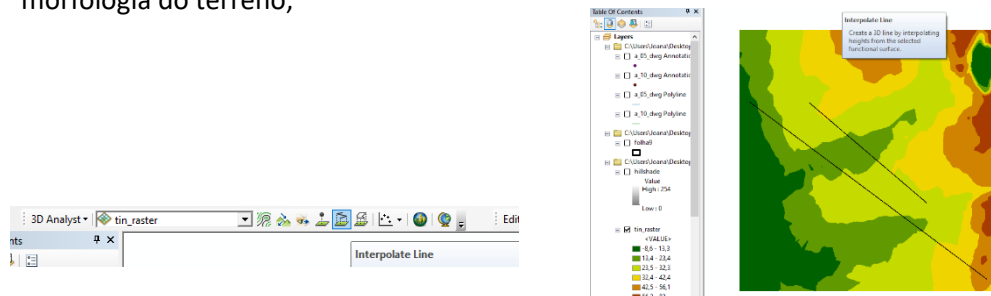 morfologia do terreno,
3D Analyst
tin_raster
Edit
nts
Interpolate Line
Table Of Contents
Layers
C:\Users\Joana\Desktop
a_05_dwg Annotatio
a_10_dwg Annotatio
a_05_dwg Polyline
a_10_dwg Polyline
C:\Users\Joana\Desktop
folha9
C:\Users\Joana\Desktop
hillshade
Value
High : 254
Low : 0
tin_raster
<VALUE>
-8,6 - 13,3
13,4 - 23,4
23,5 - 32,3
32,4 - 42,4
42,5 - 56,1
Interpolate Line
Create a 3D line by interpolating
heights from the selected
functional surface.